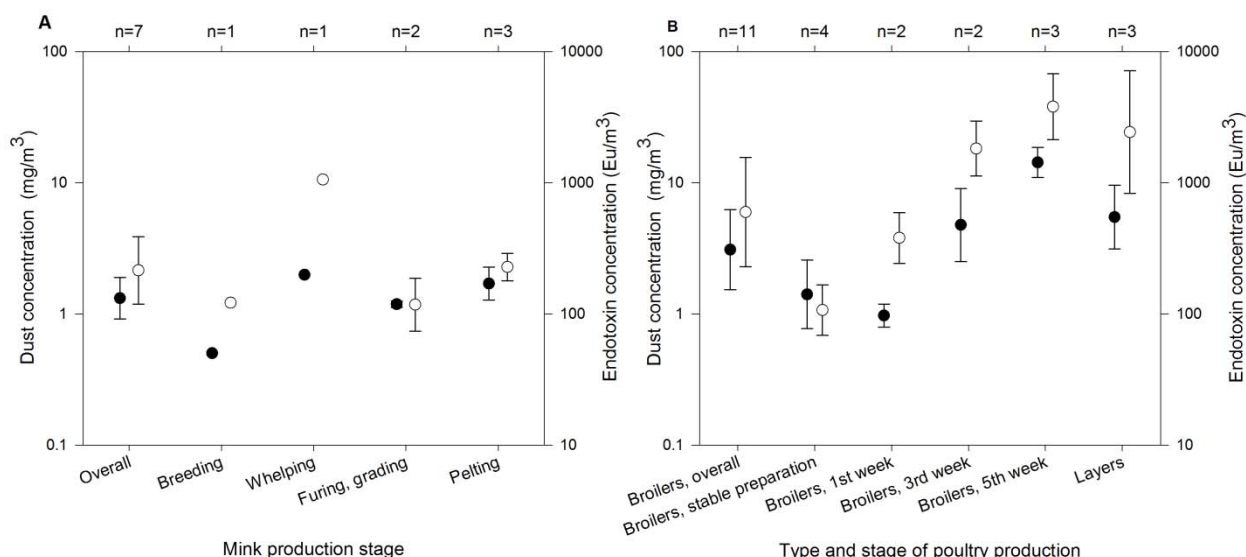 A
n=7 n=1 n=1 n=2 n=3
100
10
1
0.1
Dust concentration (mg/m³)
10000
1000
100
10
Endotoxin concentration (Eu/m³)
Overall
Breeding
Whelping
Furing, grading
Pelting
Mink production stage
B
n=11 n=4 n=2 n=2 n=3 n=3
100
10
1
0.1
Dust concentration (mg/m³)
10000
1000
100
10
Endotoxin concentration (Eu/m³)
Broilers, overall
Broilers, stable preparation
Broilers, 1st week
Broilers, 3rd week
Broilers, 5th week
Layers
Type and stage of poultry production